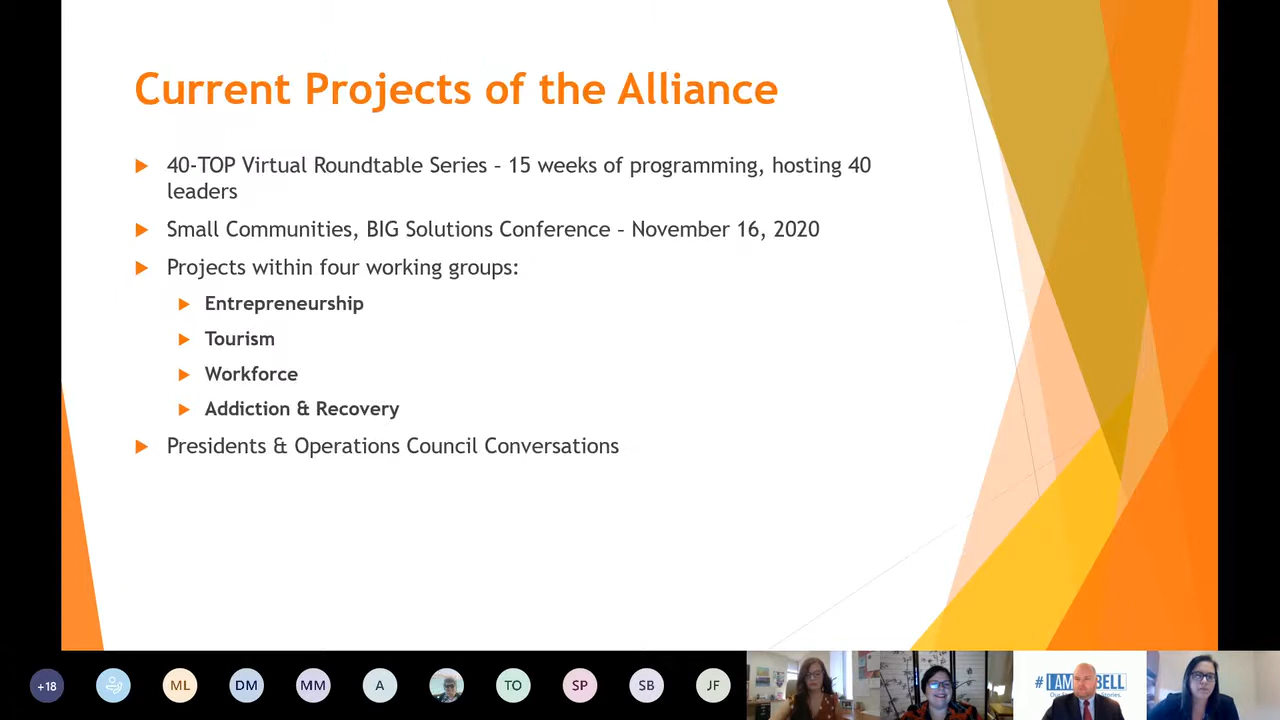 Current Projects of the Alliance
40-TOP Virtual Roundtable Series – 15 weeks of programming, hosting 40
leaders
Small Communities, BIG Solutions Conference – November 16, 2020
Projects within four working groups:
Entrepreneurship
Tourism
Workforce
Addiction & Recovery
Presidents & Operations Council Conversations
+18
ML
DM
MM
A
TO
SP
SB
JF
# I AM BELL
Stories.